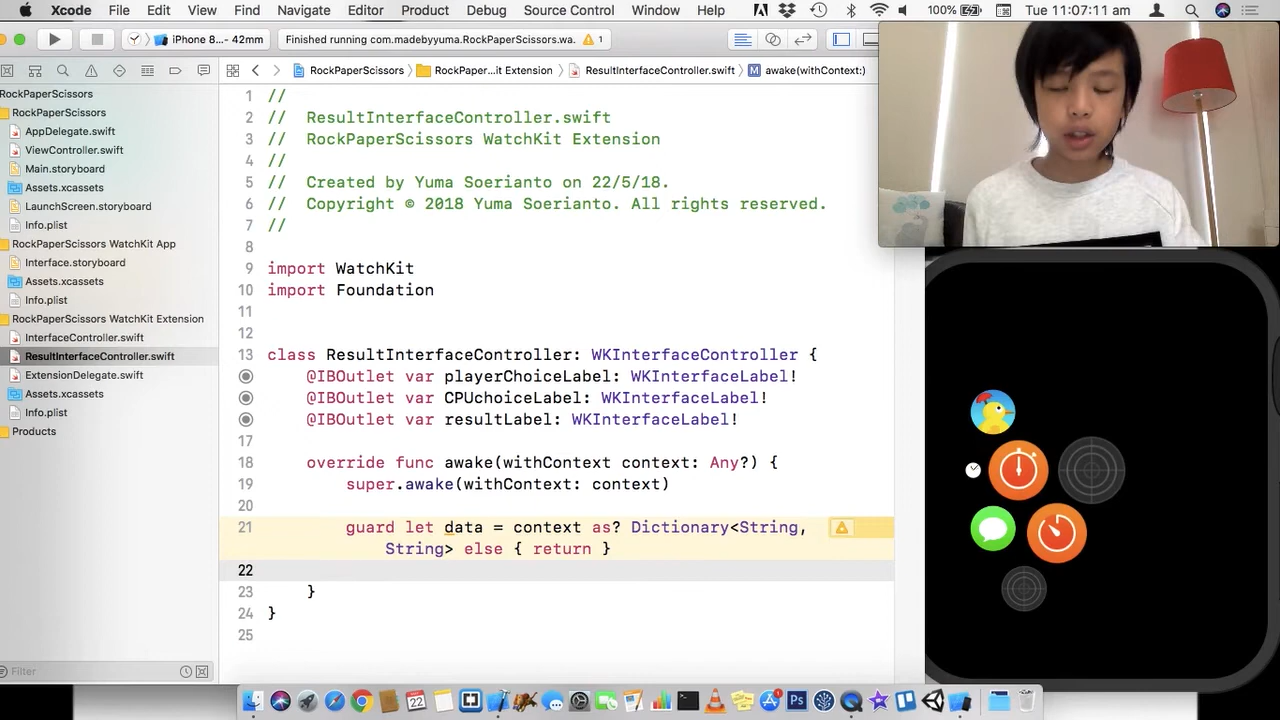 Xcode File Edit View Find Navigate Editor Product Debug Source Control Window Help 100% Tue 11:07:11 am
iPhone 8...- 42mm Finished running com.madebyyuma.RockPaperScissors.wa. 1
RockPaperScissors RockPaper...it Extension ResultInterfaceController.swift M awake(withContext:)
RockPaperScissors
RockPaperScissors
AppDelegate.swift
ViewController.swift
Main.storyboard
Assets.xcassets
LaunchScreen.storyboard
Info.plist
RockPaperScissors WatchKit App
Interface.storyboard
Assets.xcassets
Info.plist
RockPaperScissors WatchKit Extension
InterfaceController.swift
ResultInterfaceController.swift
ExtensionDelegate.swift
Assets.xcassets
Info.plist
Products
Filter
1 //
2 // ResultInterfaceController.swift
3 // RockPaperScissors WatchKit Extension
4 //
5 // Created by Yuma Soerianto on 22/5/18.
6 // Copyright © 2018 Yuma Soerianto. All rights reserved.
7 //
8
9 import WatchKit
10 import Foundation
11
12
13 class ResultInterfaceController: WKInterfaceController {
@IBOutlet var playerChoiceLabel: WKInterfaceLabel!
@IBOutlet var CPUchoiceLabel: WKInterfaceLabel!
@IBOutlet var resultLabel: WKInterfaceLabel!
17
18 override func awake(withContext context: Any?) {
19 super.awake(withContext: context)
20
21 guard let data = context as? Dictionary<String,
String> else { return }
22
23 }
24 }
25
22
Ps